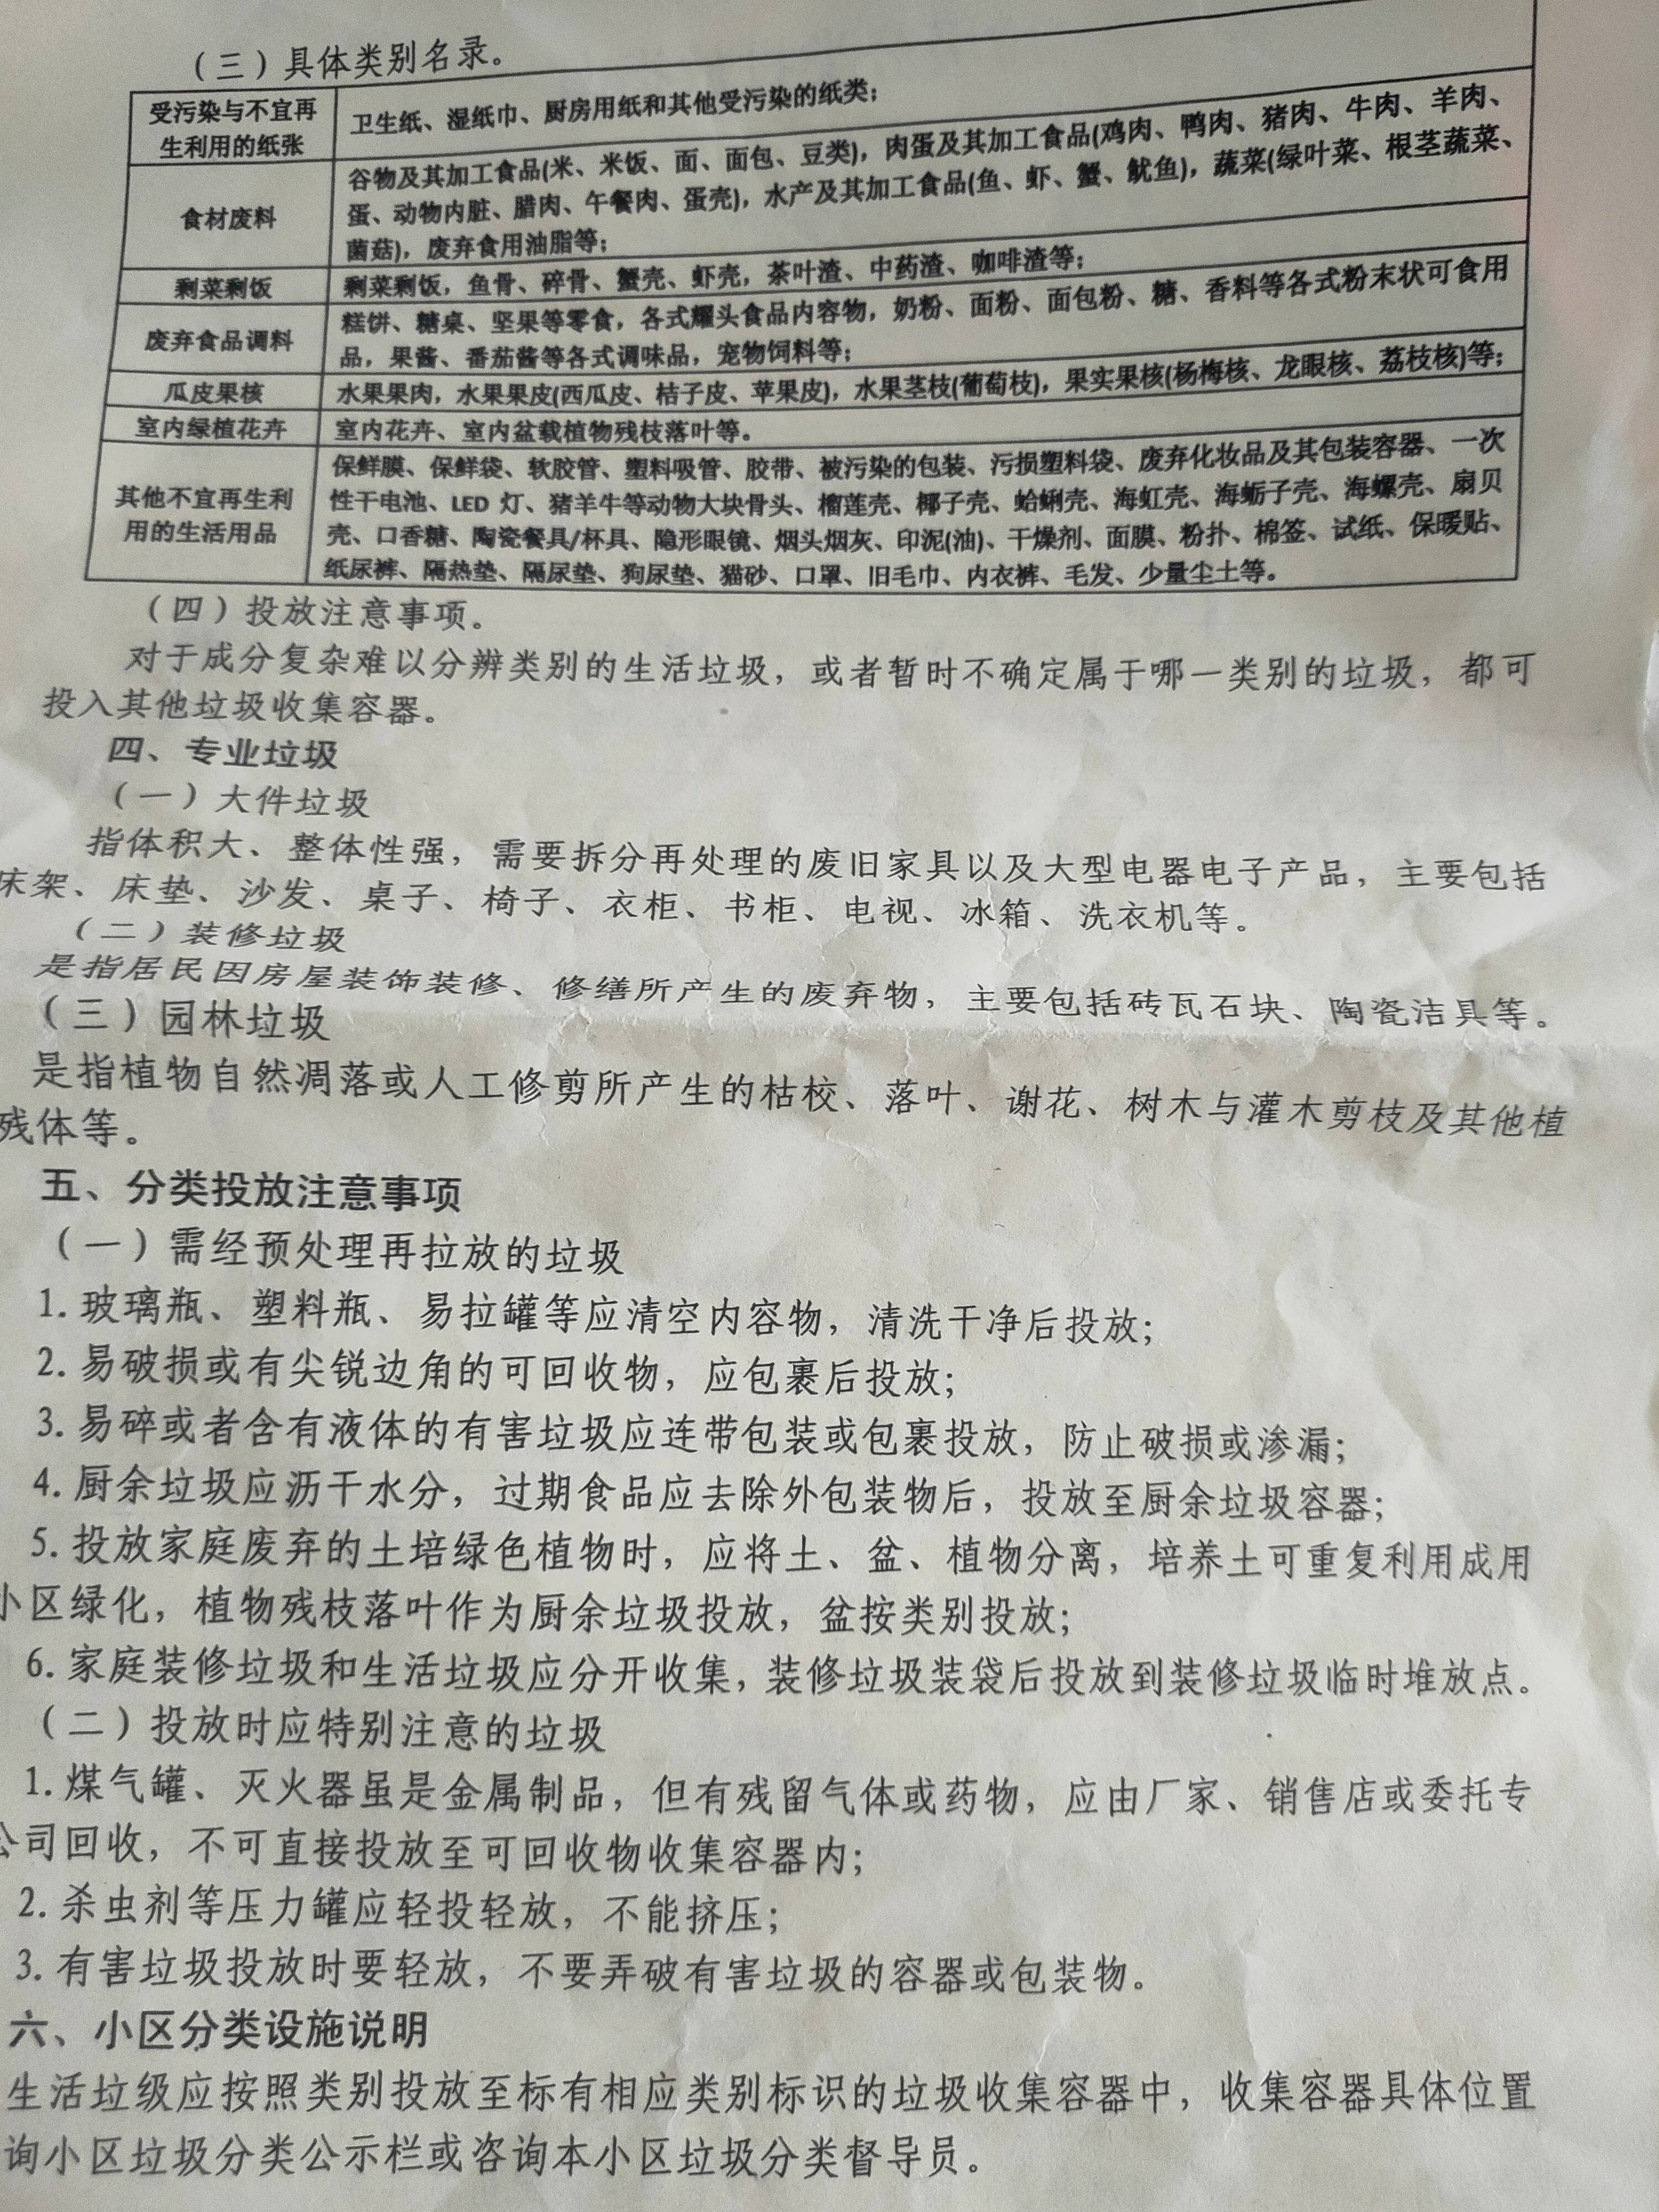 （三）具体类别名录。
受污染与不宜再
生利用的纸张
卫生纸、湿纸巾、厨房用纸和其他受污染的纸类;
食材废料
谷物及其加工食品(米、米饭、面、面包、豆类)，肉蛋及其加工食品(鸡肉、鸭肉、猪肉、牛肉、羊肉、
蛋、动物内脏、腊肉、午餐肉、蛋壳)，水产及其加工食品(鱼、虾、蟹、鱿鱼)，蔬菜(绿叶菜、根茎蔬菜、
菌菇)，废弃食用油脂等;
剩菜剩饭
剩菜剩饭，鱼骨、碎骨、蟹壳、虾壳，茶叶渣、中药渣、咖啡渣等;
废弃食品调料
糕饼、糖桌、坚果等零食，各式耀头食品内容物，奶粉、面粉、面包粉、糖、香料等各式粉末状可食用
品，果酱、番茄酱等各式调味品，宠物饲料等;
瓜皮果核
水果果肉，水果果皮(西瓜皮、桔子皮、苹果皮)，水果茎枝(葡萄枝)，果实果核(杨梅核、龙眼核、荔枝核)等;
室内绿植花卉
室内花卉、室内盆载植物残枝落叶等。
其他不宜再生利
用的生活用品
保鲜膜、保鲜袋、软胶管、塑料吸管、胶带、被污染的包装、污损塑料袋、废弃化妆品及其包装容器、一次
性干电池、LED 灯、猪羊牛等动物大块骨头、榴莲壳、椰子壳、蛤蜊壳、海虹壳、海蛎子壳、海螺壳、扇贝
壳、口香糖、陶瓷餐具/杯具、隐形眼镜、烟头烟灰、印泥(油)、干燥剂、面膜、粉扑、棉签、试纸、保暖贴、
纸尿裤、隔热垫、隔尿垫、狗尿垫、猫砂、口罩、旧毛巾、内衣裤、毛发、少量尘土等。
（四）投放注意事项。
对于成分复杂难以分辨类别的生活垃圾，或者暂时不确定属于哪一类别的垃圾，都可
投入其他垃圾收集容器。
四、专业垃圾
（一）大件垃圾
指体积大、整体性强，需要拆分再处理的废旧家具以及大型电器电子产品，主要包括
床架、床垫、沙发、桌子、椅子、衣柜、书柜、电视、冰箱、洗衣机等。
（二）装修垃圾
是指居民因房屋装饰装修、修缮所产生的废弃物，主要包括砖瓦石块、陶瓷洁具等。
（三）园林垃圾
是指植物自然凋落或人工修剪所产生的枯校、落叶、谢花、树木与灌木剪枝及其他植
残体等。
五、分类投放注意事项
（一）需经预处理再拉放的垃圾
1. 玻璃瓶、塑料瓶、易拉罐等应清空内容物，清洗干净后投放;
2. 易破损或有尖锐边角的可回收物，应包裹后投放;
3. 易碎或者含有液体的有害垃圾应连带包装或包裹投放，防止破损或渗漏;
4. 厨余垃圾应沥干水分，过期食品应去除外包装物后，投放至厨余垃圾容器;
5. 投放家庭废弃的土培绿色植物时，应将土、盆、植物分离，培养土可重复利用成用
小区绿化，植物残枝落叶作为厨余垃圾投放，盆按类别投放;
6. 家庭装修垃圾和生活垃圾应分开收集，装修垃圾装袋后投放到装修垃圾临时堆放点。
（二）投放时应特别注意的垃圾
1. 煤气罐、灭火器虽是金属制品，但有残留气体或药物，应由厂家、销售店或委托专
公司回收，不可直接投放至可回收物收集容器内;
2. 杀虫剂等压力罐应轻投轻放，不能挤压;
3. 有害垃圾投放时要轻放，不要弄破有害垃圾的容器或包装物。
六、小区分类设施说明
生活垃级应按照类别投放至标有相应类别标识的垃圾收集容器中，收集容器具体位置
询小区垃圾分类公示栏或咨询本小区垃圾分类督导员。